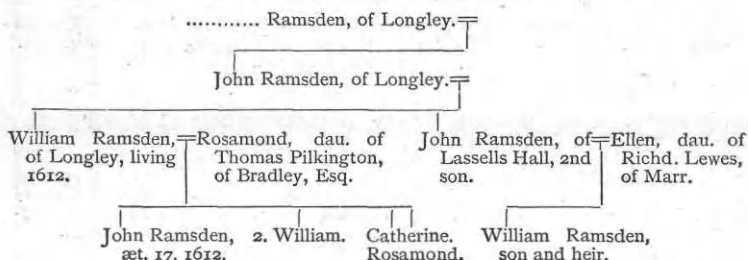 ............ Ramsden, of Longley.
John Ramsden, of Longley.
William Ramsden,
of Longley, living
1612.
Rosamond, dau. of
Thomas Pilkington,
of Bradley, Esq.
John Ramsden, of
Lassells Hall, 2nd
son.
Ellen, dau. of
Richd. Lewes,
of Marr.
John Ramsden,
æt. 17. 1612.
2. William.
Catherine.
Rosamond.
William Ramsden,
son and heir.